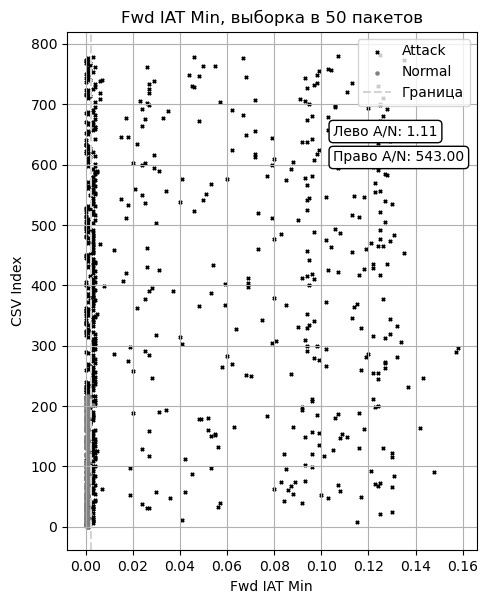 Fwd IAT Min, выборка в 50 пакетов
800
700
600
500
400
300
200
100
0
CSV Index
Attack
Normal
Граница
Лево A/N: 1.11
Право A/N: 543.00
0.00 0.02 0.04 0.06 0.08 0.10 0.12 0.14 0.16
Fwd IAT Min